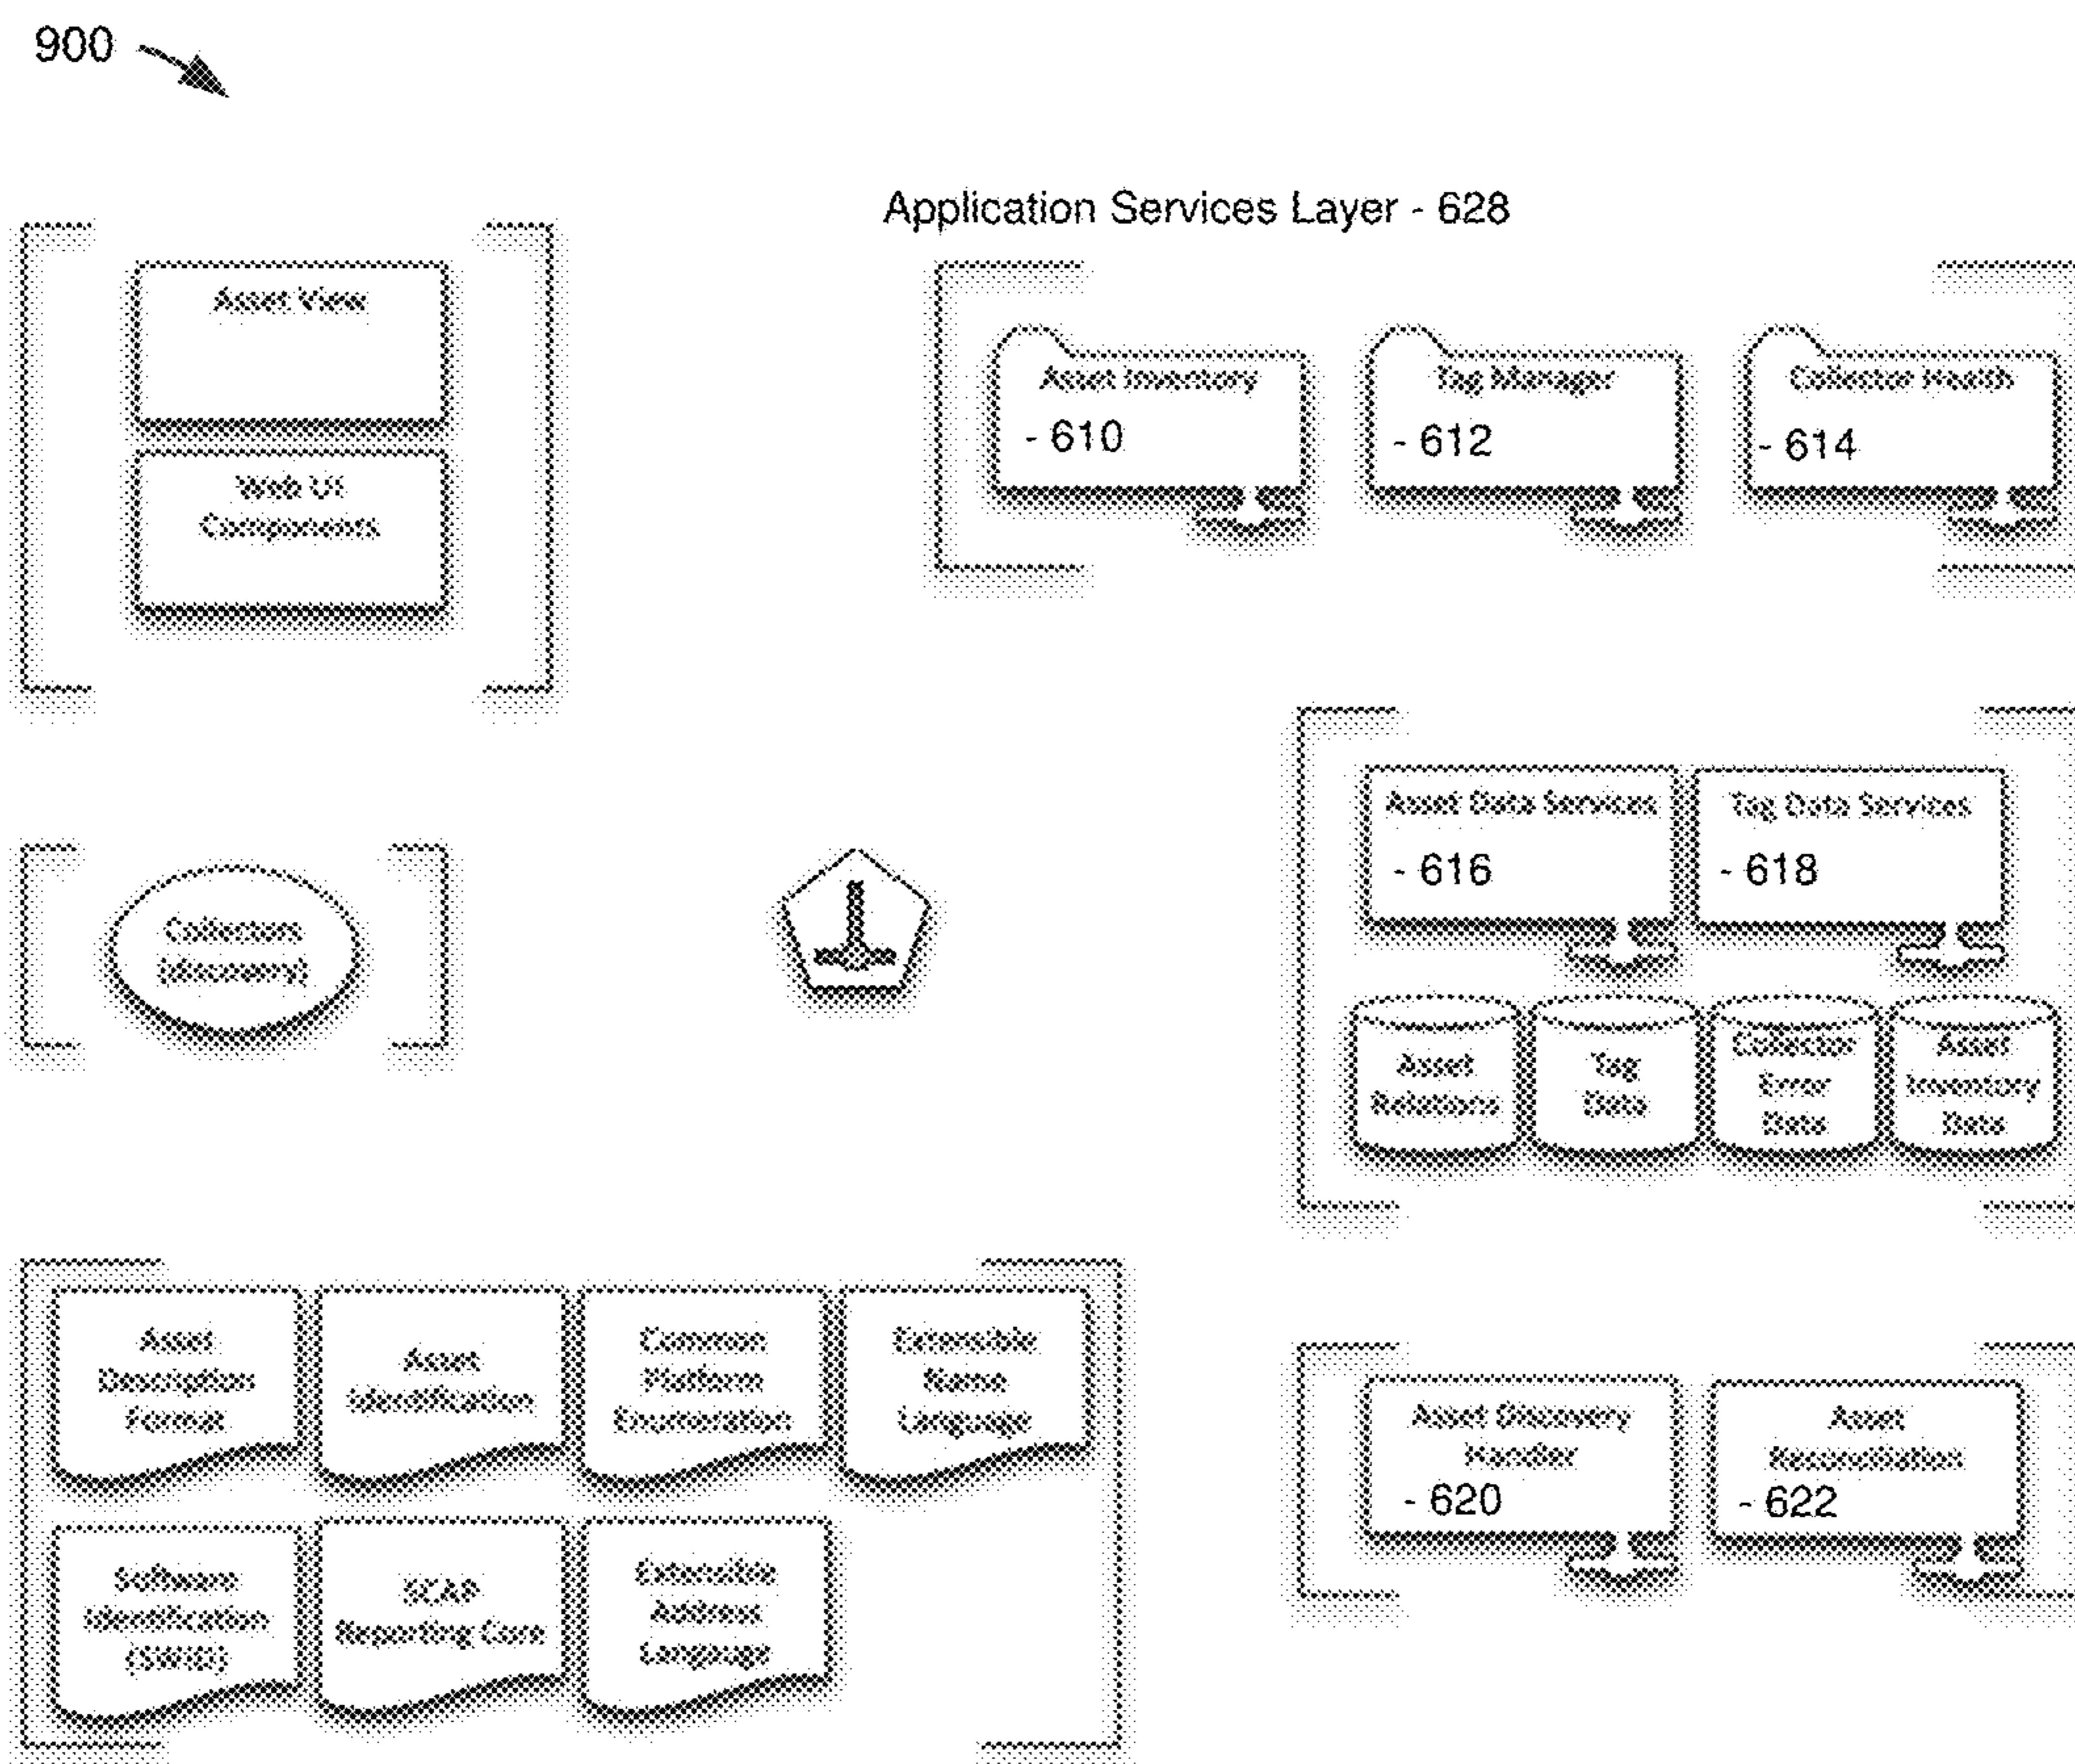 900
Application Services Layer - 628
Asset View
Web UI
Components
Asset Inventory
- 610
Tag Manager
- 612
Collector Health
- 614
Collectors
(discovery)
Asset Data Services
- 616
Tag Data Services
- 618
Asset
Relations
Tag
Data
Collector
Error
Data
Asset
Inventory
Data
Asset
Description
Format
Asset
Identification
Common
Platform
Enumeration
Extensible
Name
Language
Software
Identification
(SWID)
SCAP
Reporting Core
Extensible
Address
Language
Asset Discovery
Handler
- 620
Asset
Reconciliation
- 622